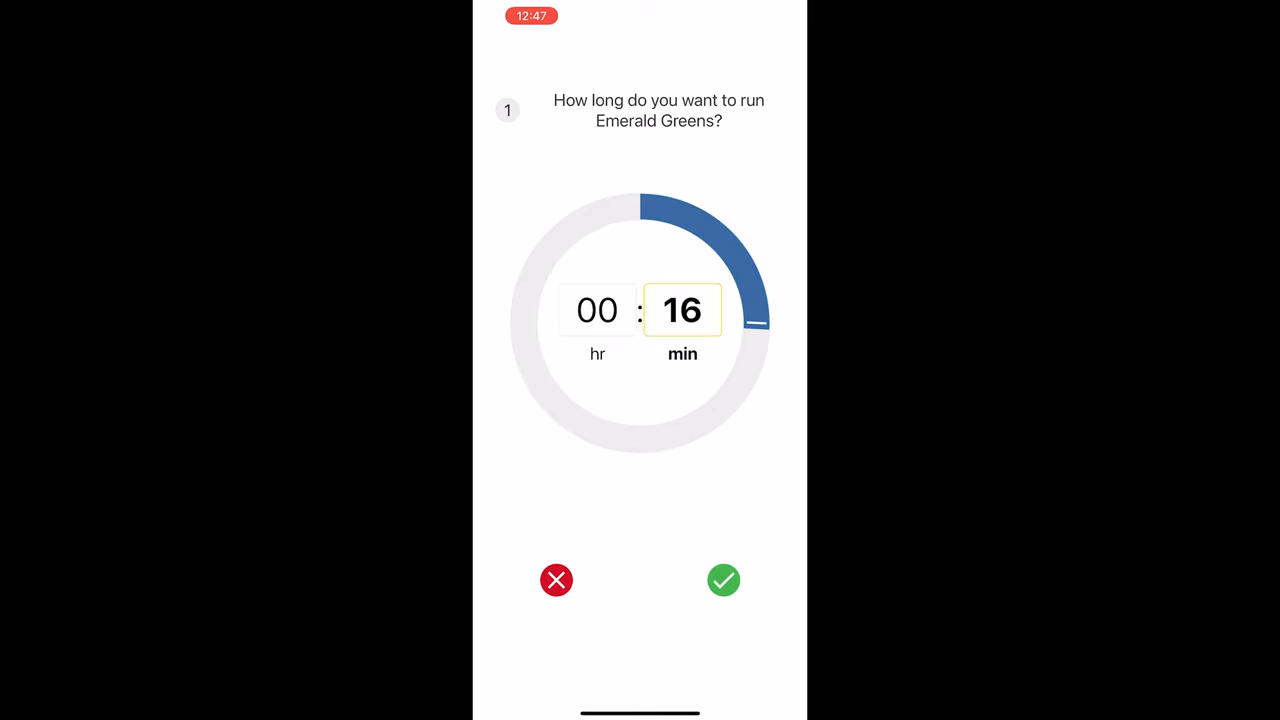 12:47
1
How long do you want to run
Emerald Greens?
00 : 16
hr min